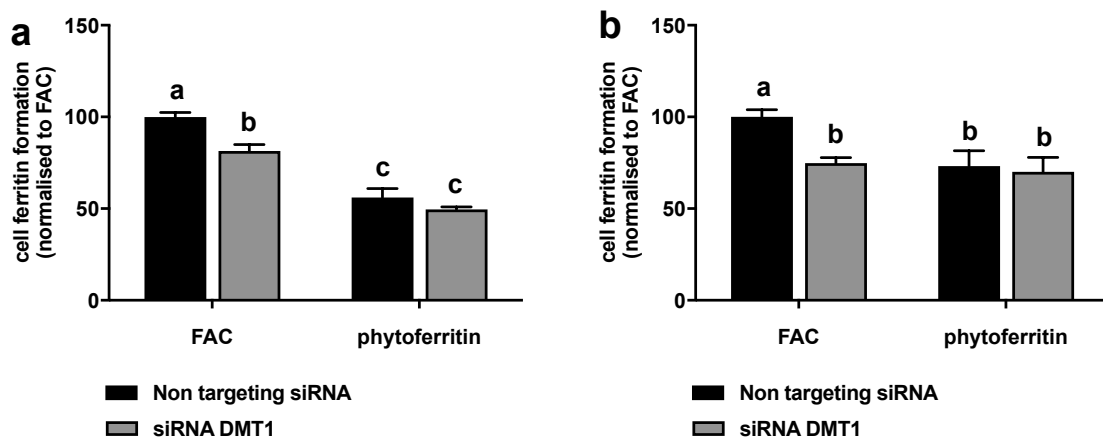 a
cell ferritin formation
(normalised to FAC)
150
100
50
0
a
b
c
c
FAC
phytoferritin
Non targeting siRNA
siRNA DMT1
b
cell ferritin formation
(normalised to FAC)
150
100
50
0
a
b
b
b
FAC
phytoferritin
Non targeting siRNA
siRNA DMT1